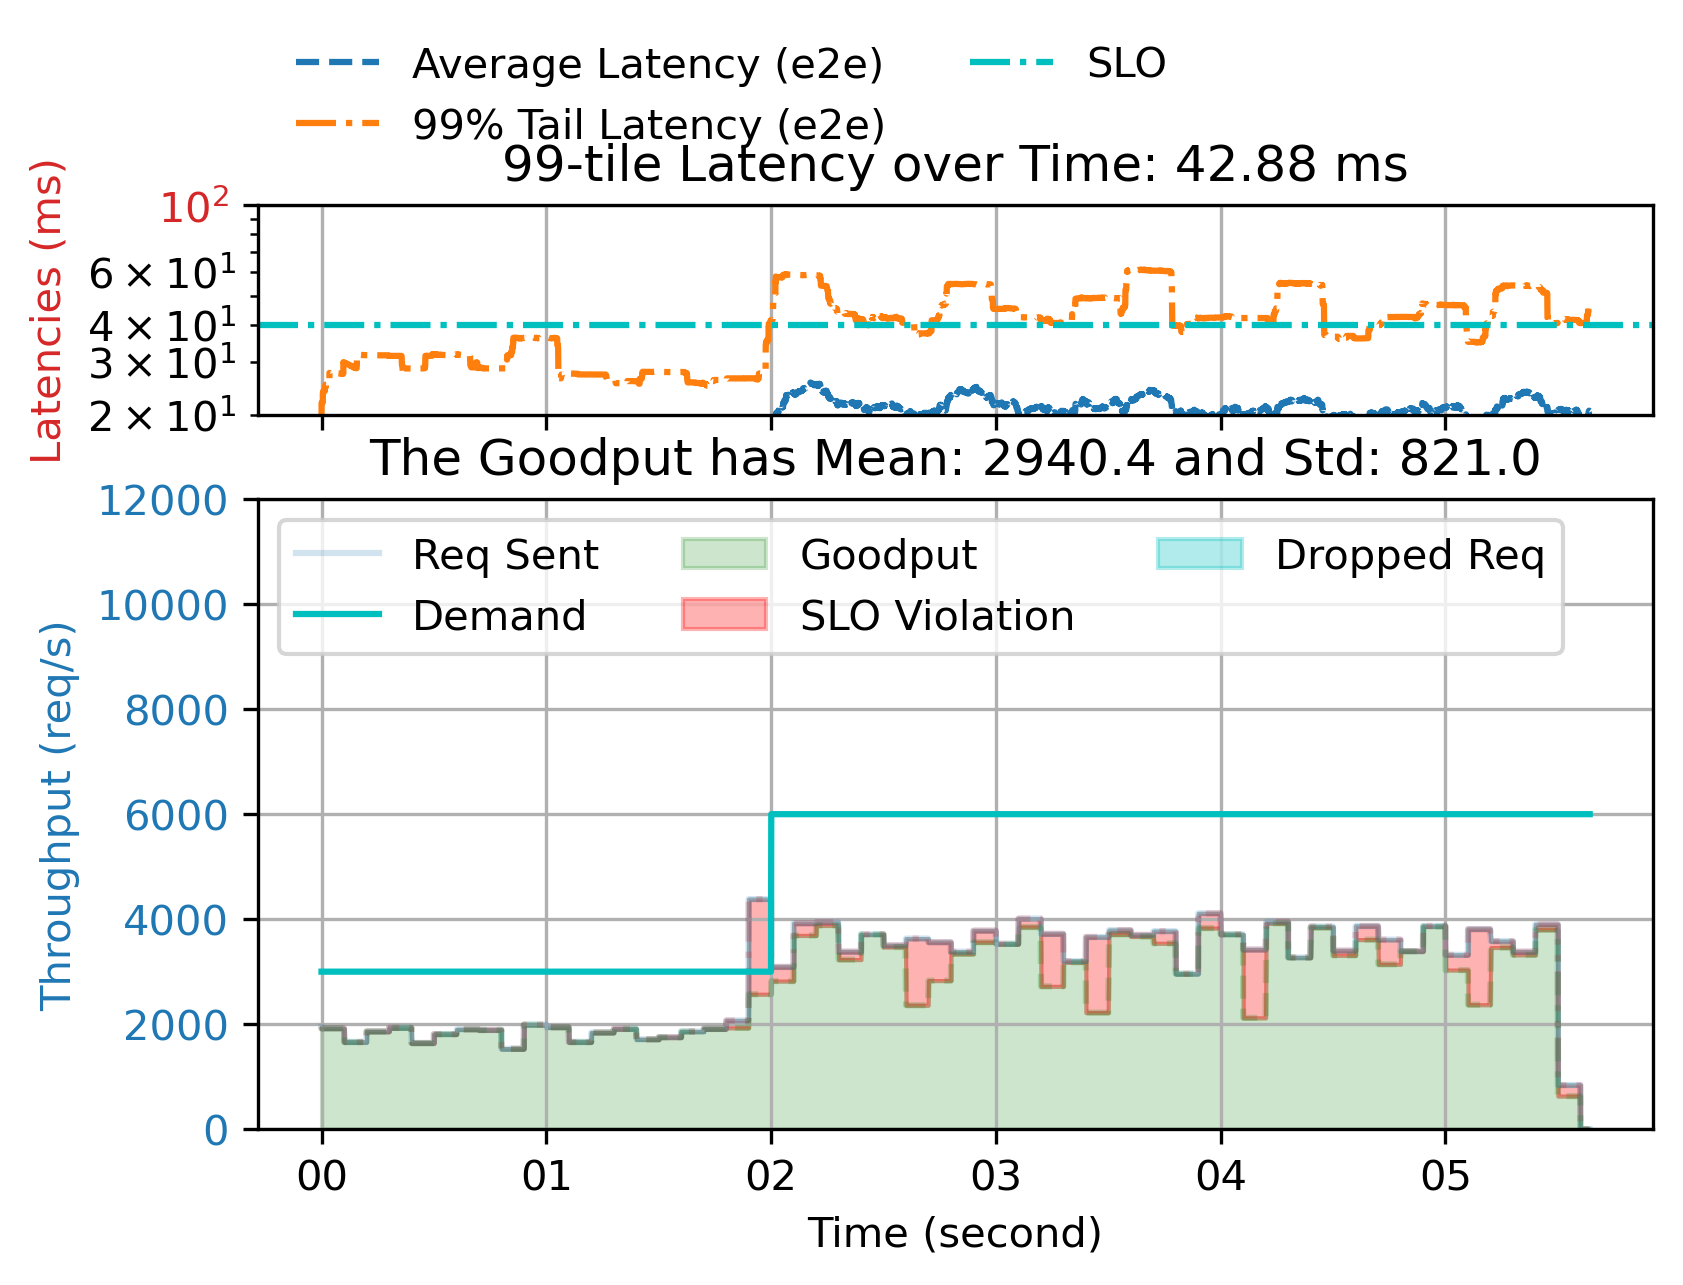 Average Latency (e2e)
SLO
99% Tail Latency (e2e)
99-tile Latency over Time: 42.88 ms
Latencies (ms)
10²
6 × 10¹
4 × 10¹
3 × 10¹
2 × 10¹
The Goodput has Mean: 2940.4 and Std: 821.0
Throughput (req/s)
12000
10000
8000
6000
4000
2000
0
Req Sent
Goodput
Dropped Req
Demand
SLO Violation
00 01 02 03 04 05
Time (second)